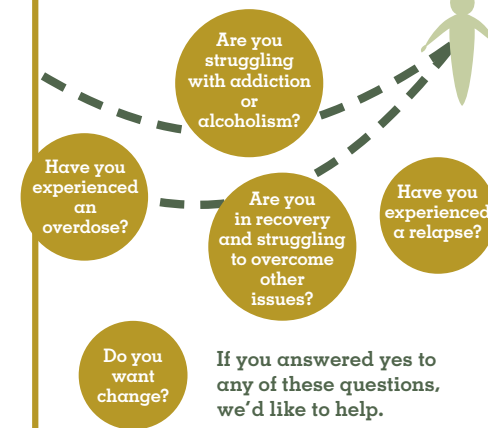 Are you
struggling
with addiction
or
alcoholism?
Have you
experienced
an
overdose?
Are you
in recovery
and struggling
to overcome
other
issues?
Have you
experienced
a relapse?
Do you
want
change?
If you answered yes to
any of these questions,
we’d like to help.